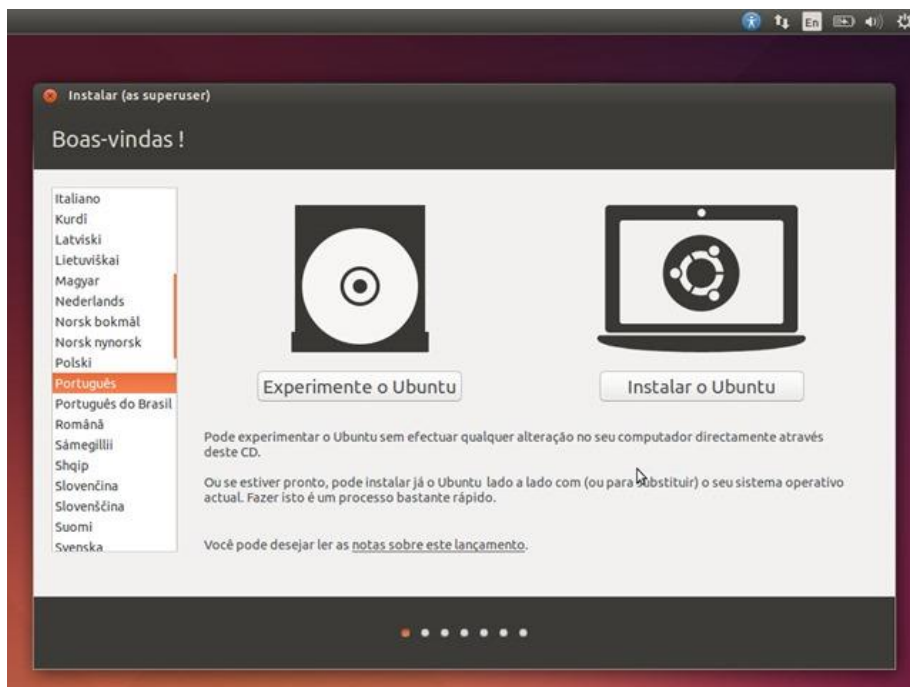 En
Instalar (as superuser)
Boas-vindas !
Italiano
Kurdî
Latviski
Lietuviškai
Magyar
Nederlands
Norsk bokmål
Norsk nynorsk
Polski
Português
Português do Brasil
Română
Sámegillii
Shqip
Slovenčina
Slovenščina
Suomi
Svenska
Experimente o Ubuntu
Instalar o Ubuntu
Pode experimentar o Ubuntu sem efectuar qualquer alteração no seu computador directamente através
deste CD.
Ou se estiver pronto, pode instalar já o Ubuntu lado a lado com (ou para substituir) o seu sistema operativo
actual. Fazer isto é um processo bastante rápido.
Você pode desejar ler as notas sobre este lançamento.